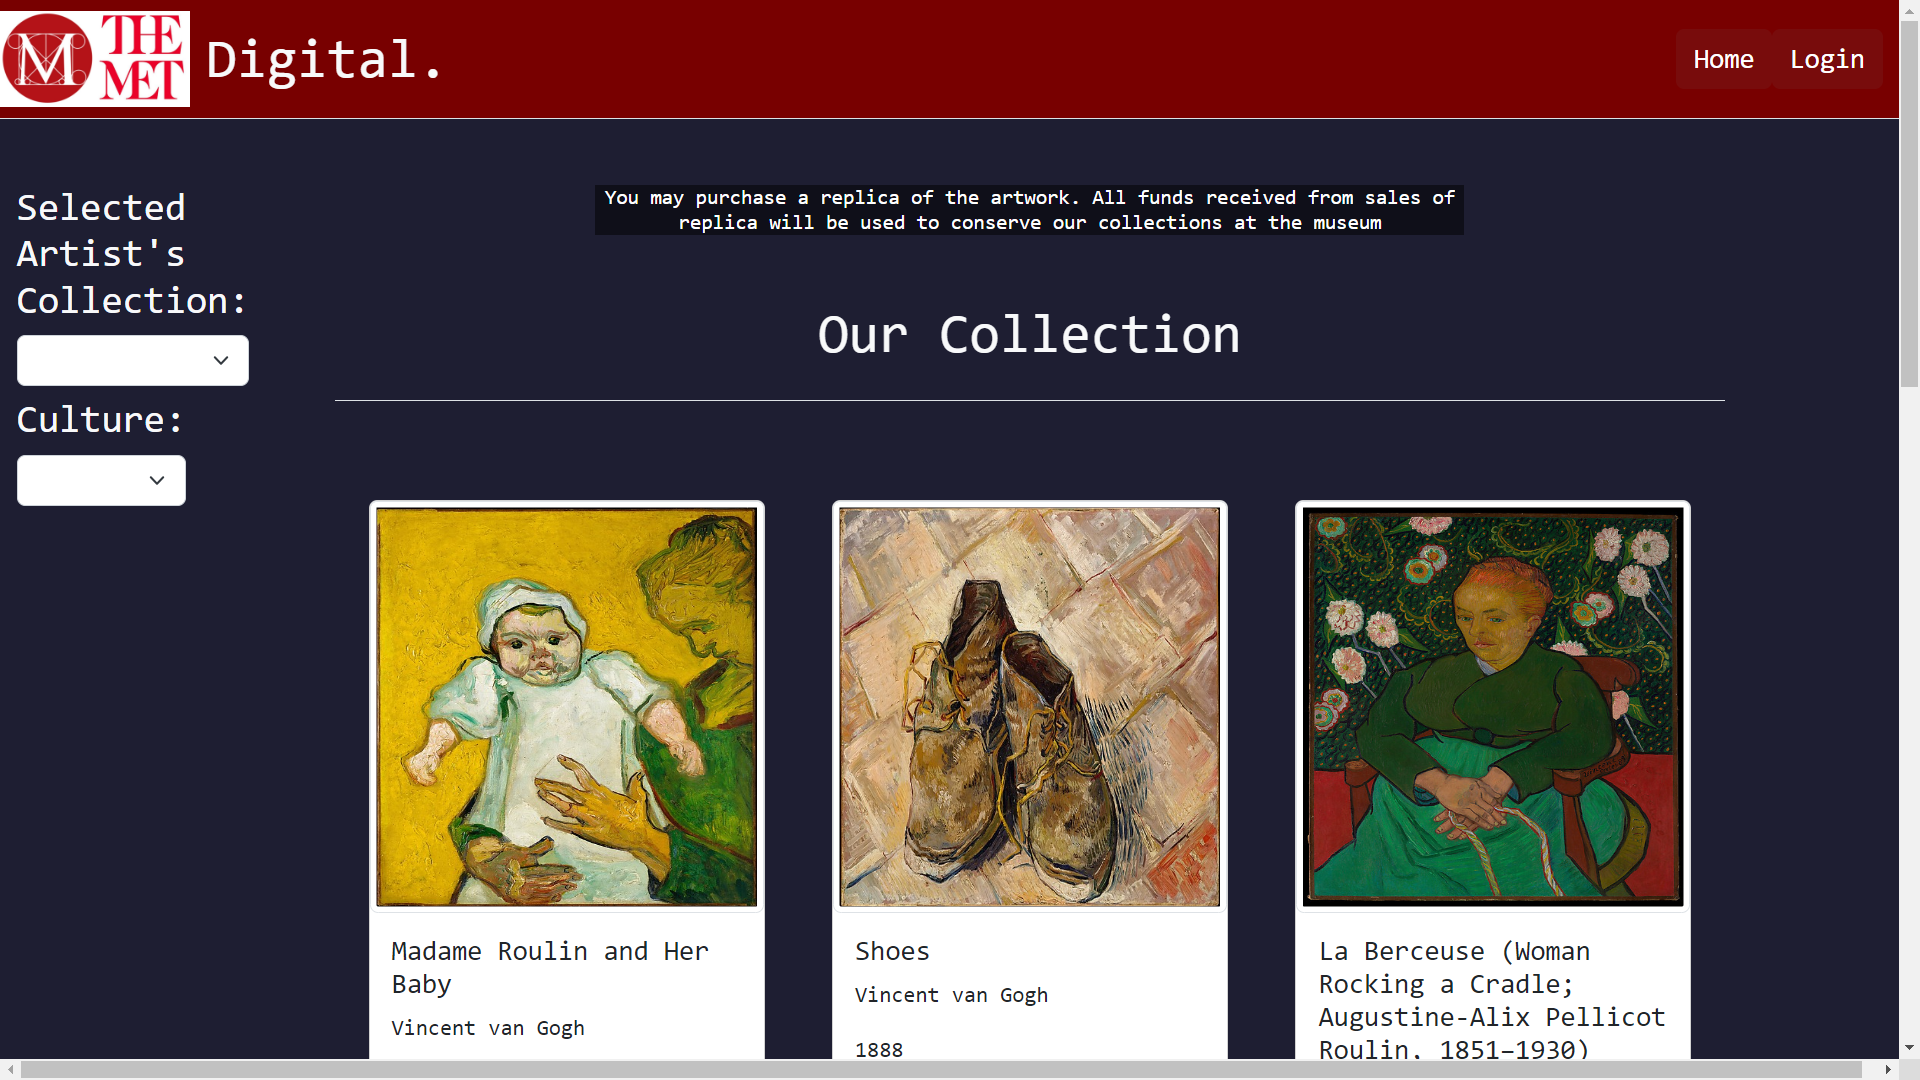 M THE MET
Digital.
Home
Login
You may purchase a replica of the artwork. All funds received from sales of
replica will be used to conserve our collections at the museum
Selected
Artist's
Collection:
Culture:
Our Collection
Madame Roulin and Her
Baby
Vincent van Gogh
Shoes
Vincent van Gogh
1888
La Berceuse (Woman
Rocking a Cradle;
Augustine-Alix Pellicot
Roulin, 1851–1930)